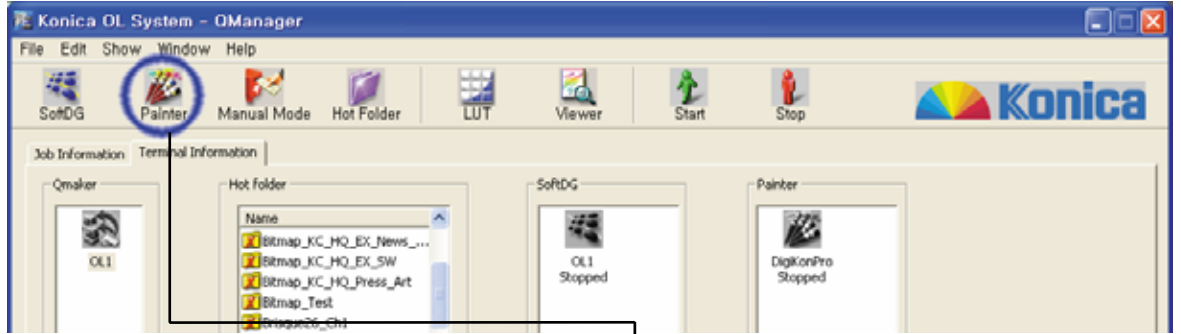 Konica OL System - QManager
File Edit Show Window Help
SoftDG Painter Manual Mode Hot Folder LUT Viewer Start Stop
Konica
Job Information Terminal Information
Qmaker
OL1
Hot folder
Name
Bitmap_KC_HQ_EX_News_...
Bitmap_KC_HQ_EX_SW
Bitmap_KC_HQ_Press_Art
Bitmap_Test
Brisque26_Ch1
SoftDG
OL1
Stopped
Painter
DigiKonPro
Stopped